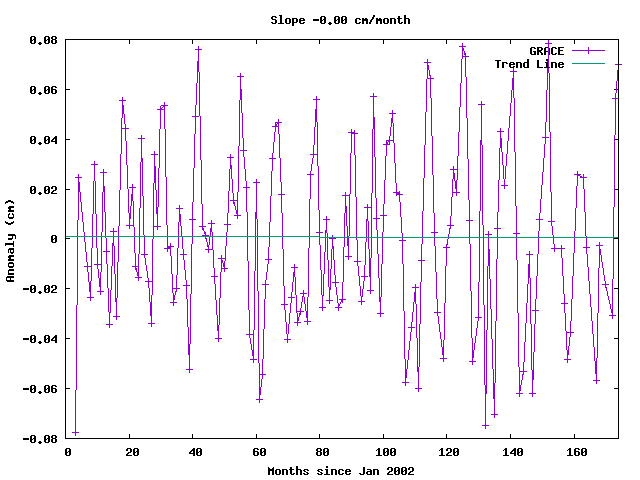 Slope -0.00 cm/month
GRACE
Trend Line
0.08
0.06
0.04
0.02
0
-0.02
-0.04
-0.06
-0.08
Anomaly (cm)
0 20 40 60 80 100 120 140 160
Months since Jan 2002